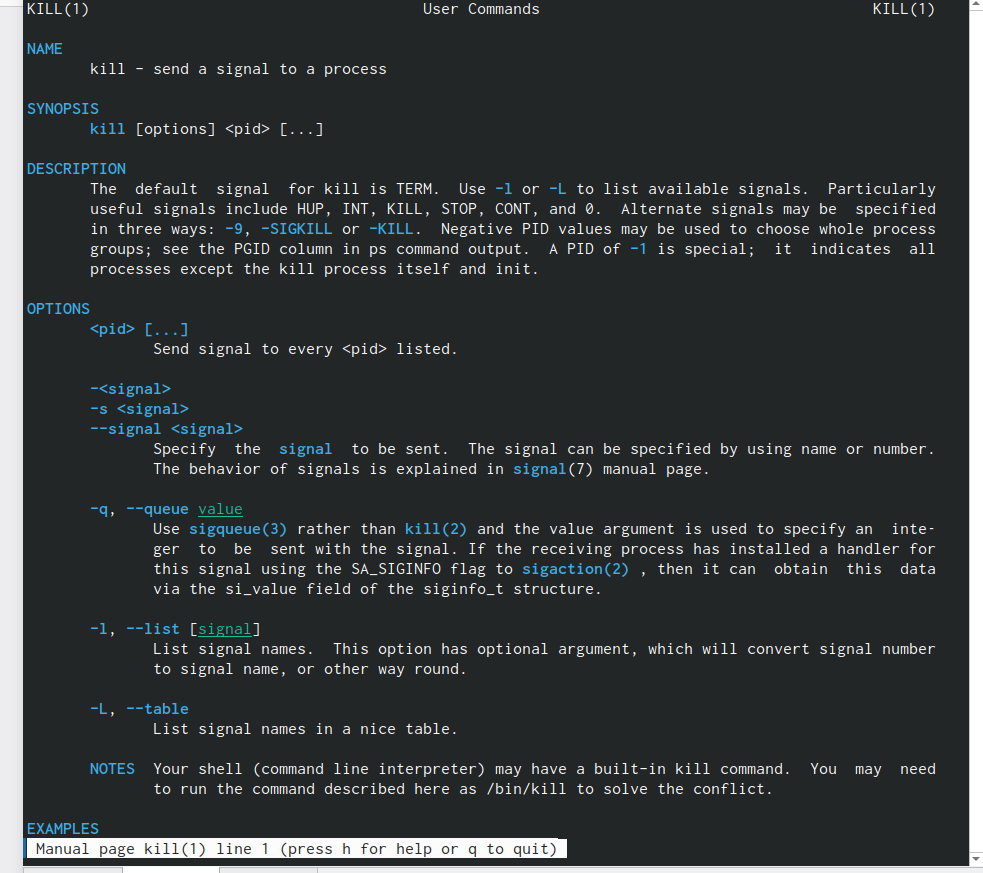 KILL(1) User Commands KILL(1)
NAME
kill - send a signal to a process
SYNOPSIS
kill [options] <pid> [...]
DESCRIPTION
The default signal for kill is TERM. Use -l or -L to list available signals. Particularly
useful signals include HUP, INT, KILL, STOP, CONT, and 0. Alternate signals may be specified
in three ways: -9, -SIGKILL or -KILL. Negative PID values may be used to choose whole process
groups; see the PGID column in ps command output. A PID of -1 is special; it indicates all
processes except the kill process itself and init.
OPTIONS
<pid> [...]
Send signal to every <pid> listed.
-<signal>
-s <signal>
--signal <signal>
Specify the signal to be sent. The signal can be specified by using name or number.
The behavior of signals is explained in signal(7) manual page.
-q, --queue value
Use sigqueue(3) rather than kill(2) and the value argument is used to specify an inte-
ger to be sent with the signal. If the receiving process has installed a handler for
this signal using the SA_SIGINFO flag to sigaction(2) , then it can obtain this data
via the si_value field of the siginfo_t structure.
-l, --list [signal]
List signal names. This option has optional argument, which will convert signal number
to signal name, or other way round.
-L, --table
List signal names in a nice table.
NOTES Your shell (command line interpreter) may have a built-in kill command. You may need
to run the command described here as /bin/kill to solve the conflict.
EXAMPLES
Manual page kill(1) line 1 (press h for help or q to quit)